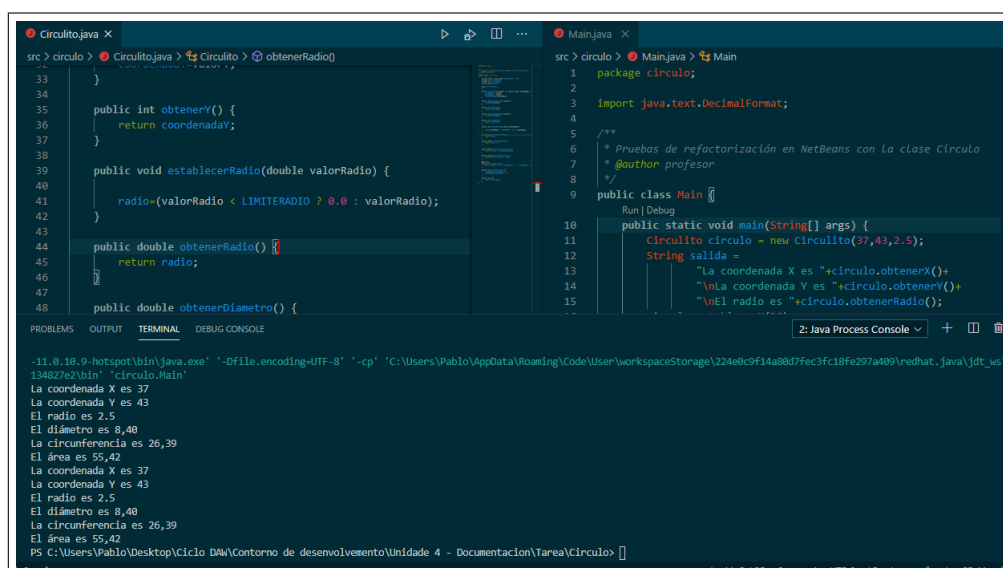 Circulito.java
src > circulo > Circulito.java > Circulito > obtenerRadio()
33 }
34
35 public int obtenerY() {
36 return coordenadaY;
37 }
38
39 public void establecerRadio(double valorRadio) {
40
41 radio=(valorRadio < LIMITERADIO ? 0.0 : valorRadio);
42 }
43
44 public double obtenerRadio() {
45 return radio;
46 }
47
48 public double obtenerDiametro() {
Main.java
src > circulo > Main.java > Main
1 package circulo;
2
3 import java.text.DecimalFormat;
4
5 /**
6 * Pruebas de refactorización en NetBeans con la clase Circulo
7 * @author profesor
8 */
9 public class Main {
Run | Debug
10 public static void main(String[] args) {
11 Circulito circulo = new Circulito(37,43,2.5);
12 String salida =
13 "La coordenada X es "+circulo.obtenerX()+
14 "\nLa coordenada Y es "+circulo.obtenerY()+
15 "\nEl radio es "+circulo.obtenerRadio();
PROBLEMS OUTPUT TERMINAL DEBUG CONSOLE 2: Java Process Console
-11.0.10.9-hotspot\bin\java.exe' '-Dfile.encoding=UTF-8' '-cp' 'C:\Users\Pablo\AppData\Roaming\Code\User\workspaceStorage\224e0c9f14a80d7fec3fc18fe297a409\redhat.java\jdt_ws
134827e2\bin' 'circulo.Main'
La coordenada X es 37
La coordenada Y es 43
El radio es 2.5
El diámetro es 8,40
La circunferencia es 26,39
El área es 55,42
La coordenada X es 37
La coordenada Y es 43
El radio es 2.5
El diámetro es 8,40
La circunferencia es 26,39
El área es 55,42
PS C:\Users\Pablo\Desktop\Ciclo DAW\Contorno de desenvolvemento\Unidade 4 - Documentacion\Tarea\Circulo>